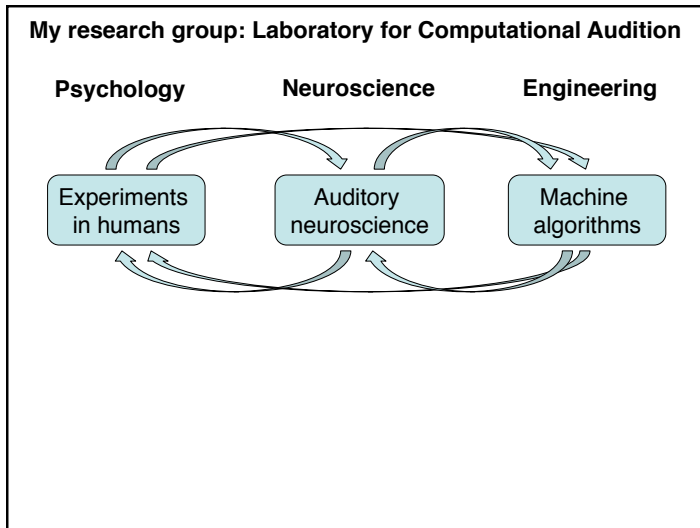 My research group: Laboratory for Computational Audition
Psychology
Neuroscience
Engineering
Experiments
in humans
Auditory
neuroscience
Machine
algorithms